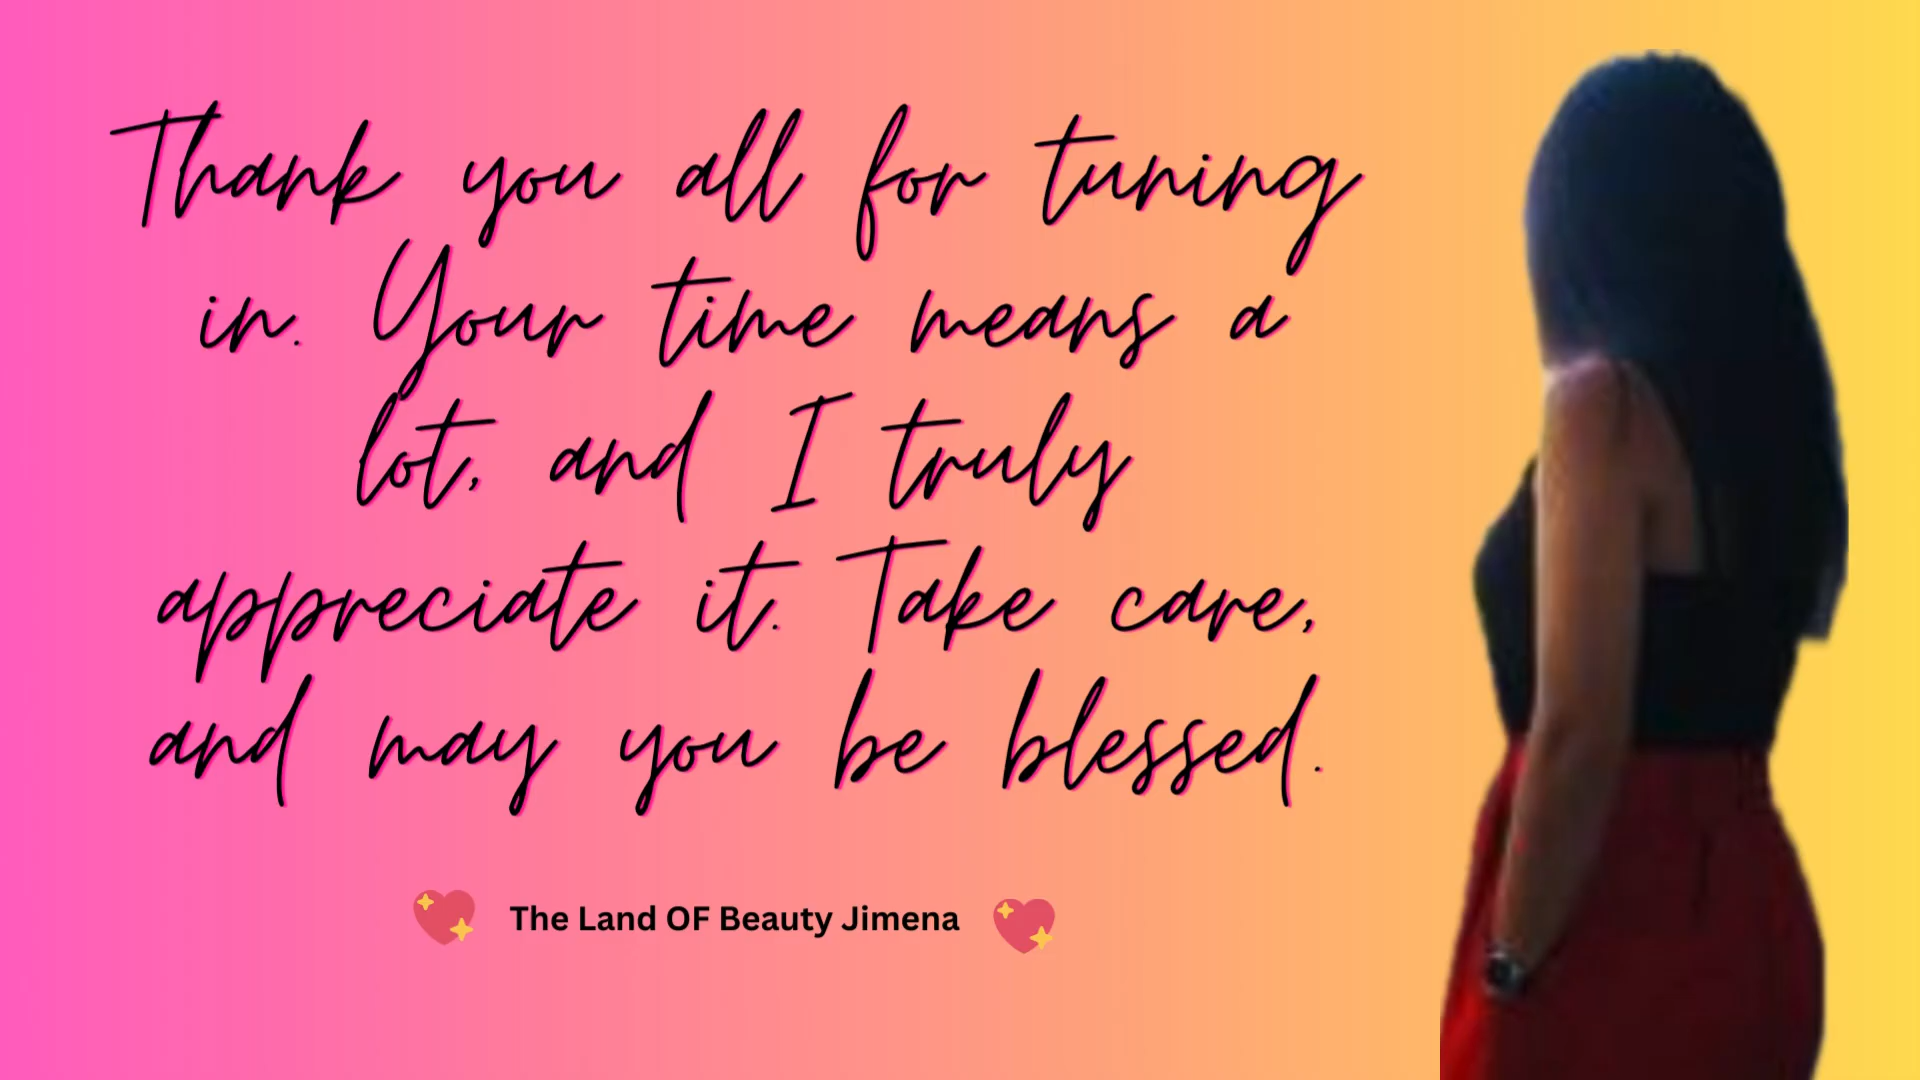 Thank you all for tuning
in. Your time means a
lot, and I truly
appreciate it. Take care,
and may you be blessed.
The Land OF Beauty Jimena